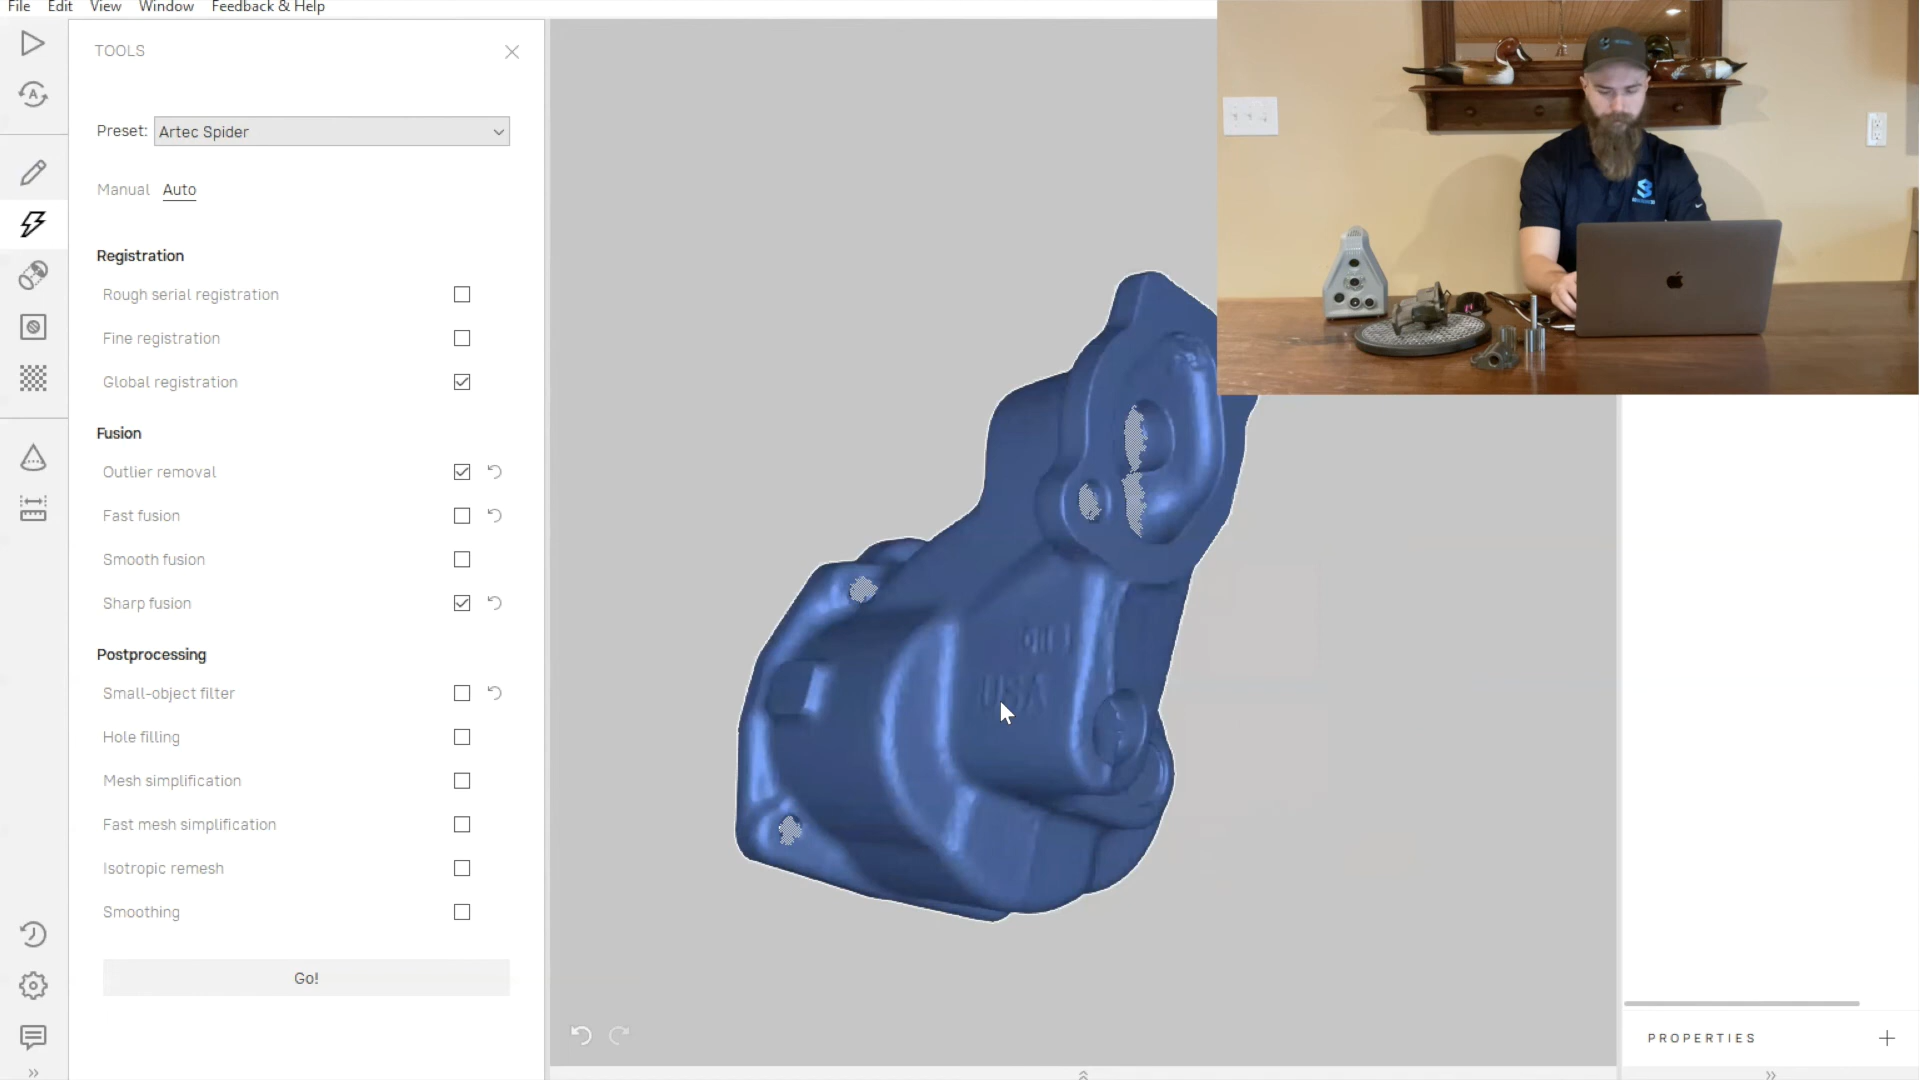 File Edit View Window Feedback & Help
TOOLS
Preset: Artec Spider
Manual Auto
Registration
Rough serial registration
Fine registration
Global registration
Fusion
Outlier removal
Fast fusion
Smooth fusion
Sharp fusion
Postprocessing
Small-object filter
Hole filling
Mesh simplification
Fast mesh simplification
Isotropic remesh
Smoothing
Go!
USA
PROPERTIES